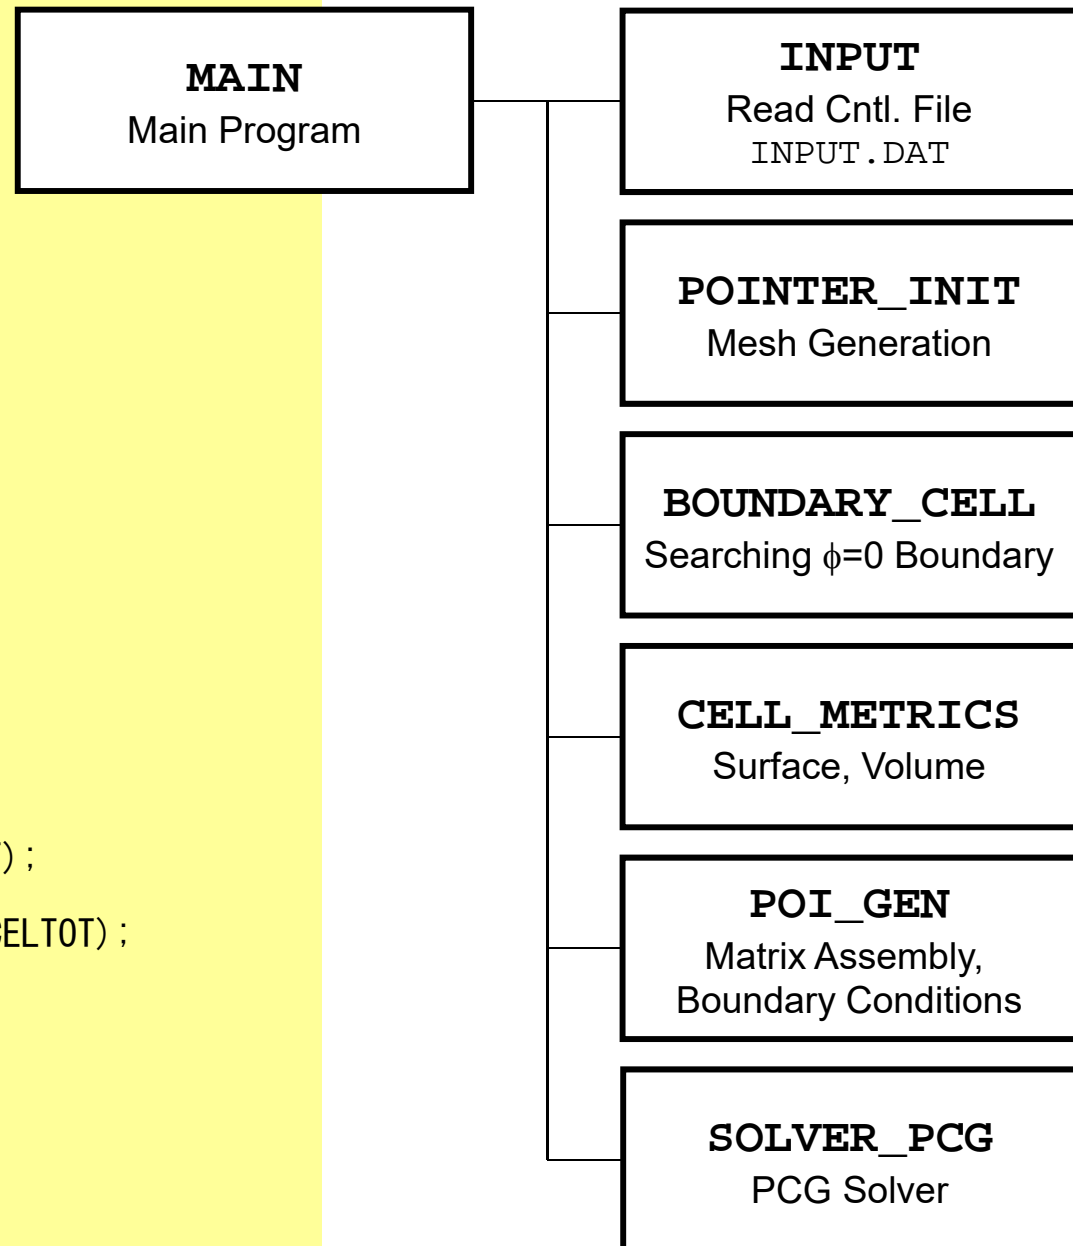 MAIN
Main Program
INPUT
Read Cntl. File
INPUT.DAT
POINTER_INIT
Mesh Generation
BOUNDARY_CELL
Searching ϕ=0 Boundary
CELL_METRICS
Surface, Volume
);
CELTOT);
POI_GEN
Matrix Assembly,
Boundary Conditions
SOLVER_PCG
PCG Solver